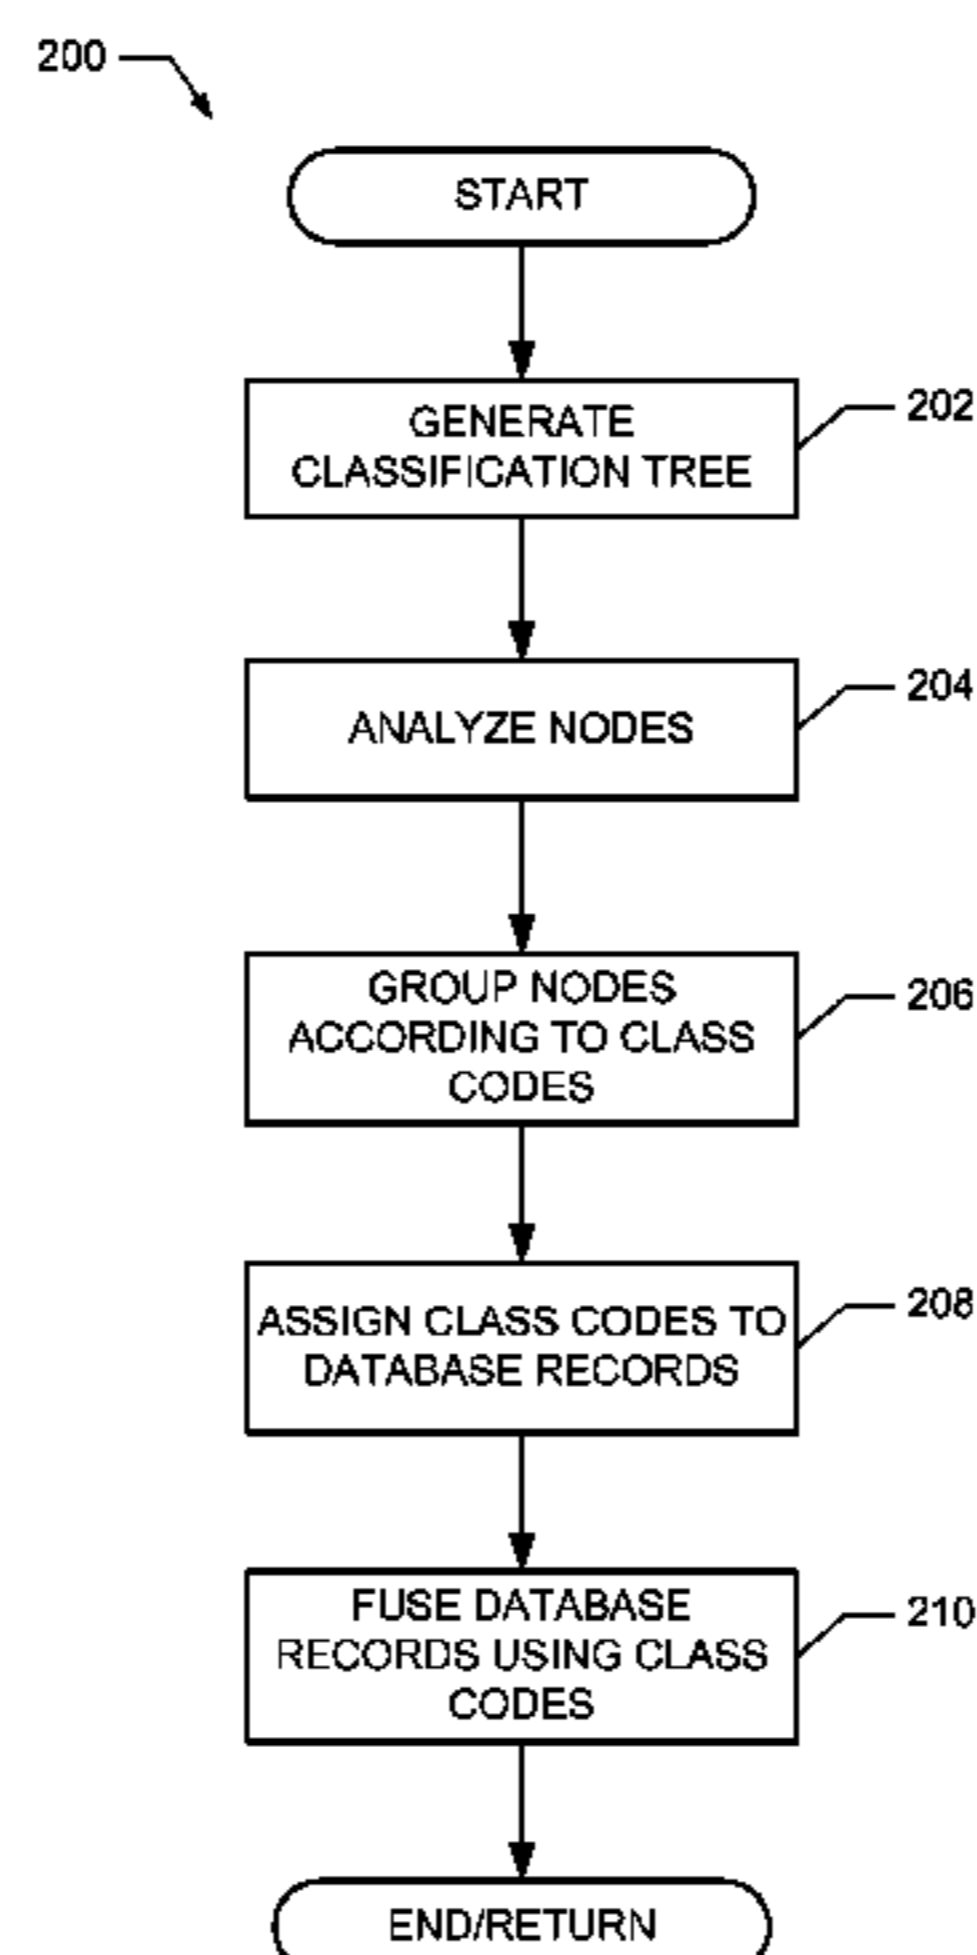 200
START
GENERATE
CLASSIFICATION TREE
202
ANALYZE NODES
204
GROUP NODES
ACCORDING TO CLASS
CODES
206
ASSIGN CLASS CODES TO
DATABASE RECORDS
208
FUSE DATABASE
RECORDS USING CLASS
CODES
210
END/RETURN